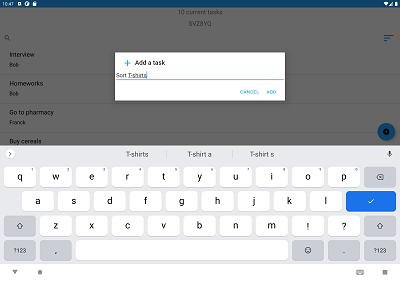 10:47
10 current tasks
SVZ8YQ
Interview
Bob
Homeworks
Bob
Go to pharmacy
Franck
Buy cereals
Add a task
Sort T-shirts
CANCEL ADD
T-shirts T-shirt a T-shirt s
q 1 w 2 e 3 r 4 t 5 y 6 u 7 i 8 o 9 p 0
a s d f g h j k l
z x c v b n m ! ?
?123 , . ?123